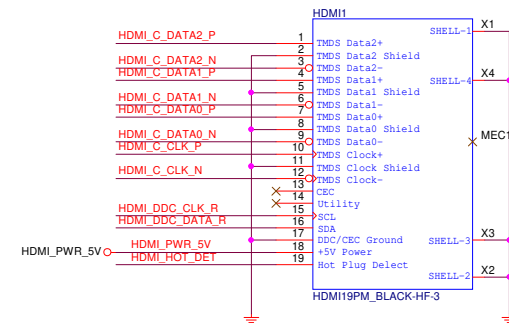 HDMI1
HDMI_C_DATA2_P 1 TMDS Data2+ SHELL-1 X1
2 TMDS Data2 Shield
HDMI_C_DATA2_N 3 TMDS Data2-
HDMI_C_DATA1_P 4 TMDS Data1+ SHELL-4 X4
5 TMDS Data1 Shield
HDMI_C_DATA1_N 6 TMDS Data1-
HDMI_C_DATA0_P 7 TMDS Data0+
8 TMDS Data0 Shield
HDMI_C_DATA0_N 9 TMDS Data0- MEC1
HDMI_C_CLK_P 10 TMDS Clock+
11 TMDS Clock Shield
HDMI_C_CLK_N 12 TMDS Clock-
13 CEC
14 Utility
HDMI_DDC_CLK_R 15 SCL
HDMI_DDC_DATA_R 16 SDA
17 DDC/CEC Ground SHELL-3 X3
HDMI_PWR_5V HDMI_PWR_5V 18 +5V Power
HDMI_HOT_DET 19 Hot Plug Delect
SHELL-2 X2
HDMI19PM_BLACK-HF-3